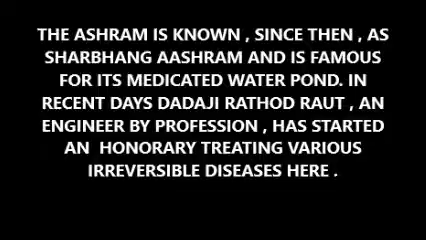 THE ASHRAM IS KNOWN , SINCE THEN , AS
SHARBHANG AASHRAM AND IS FAMOUS
FOR ITS MEDICATED WATER POND. IN
RECENT DAYS DADAJI RATHOD RAUT , AN
ENGINEER BY PROFESSION , HAS STARTED
AN  HONORARY TREATING VARIOUS
IRREVERSIBLE DISEASES HERE .